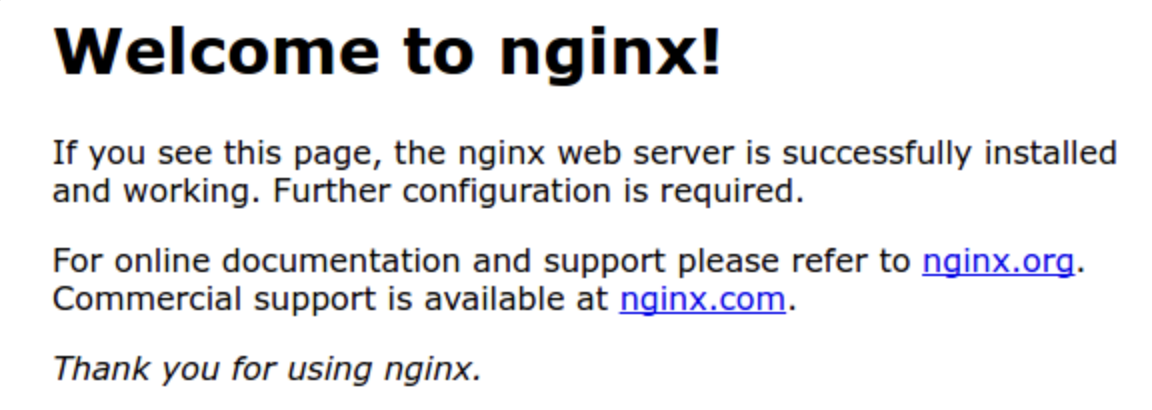 Welcome to nginx!
If you see this page, the nginx web server is successfully installed
and working. Further configuration is required.
For online documentation and support please refer to nginx.org.
Commercial support is available at nginx.com.
Thank you for using nginx.